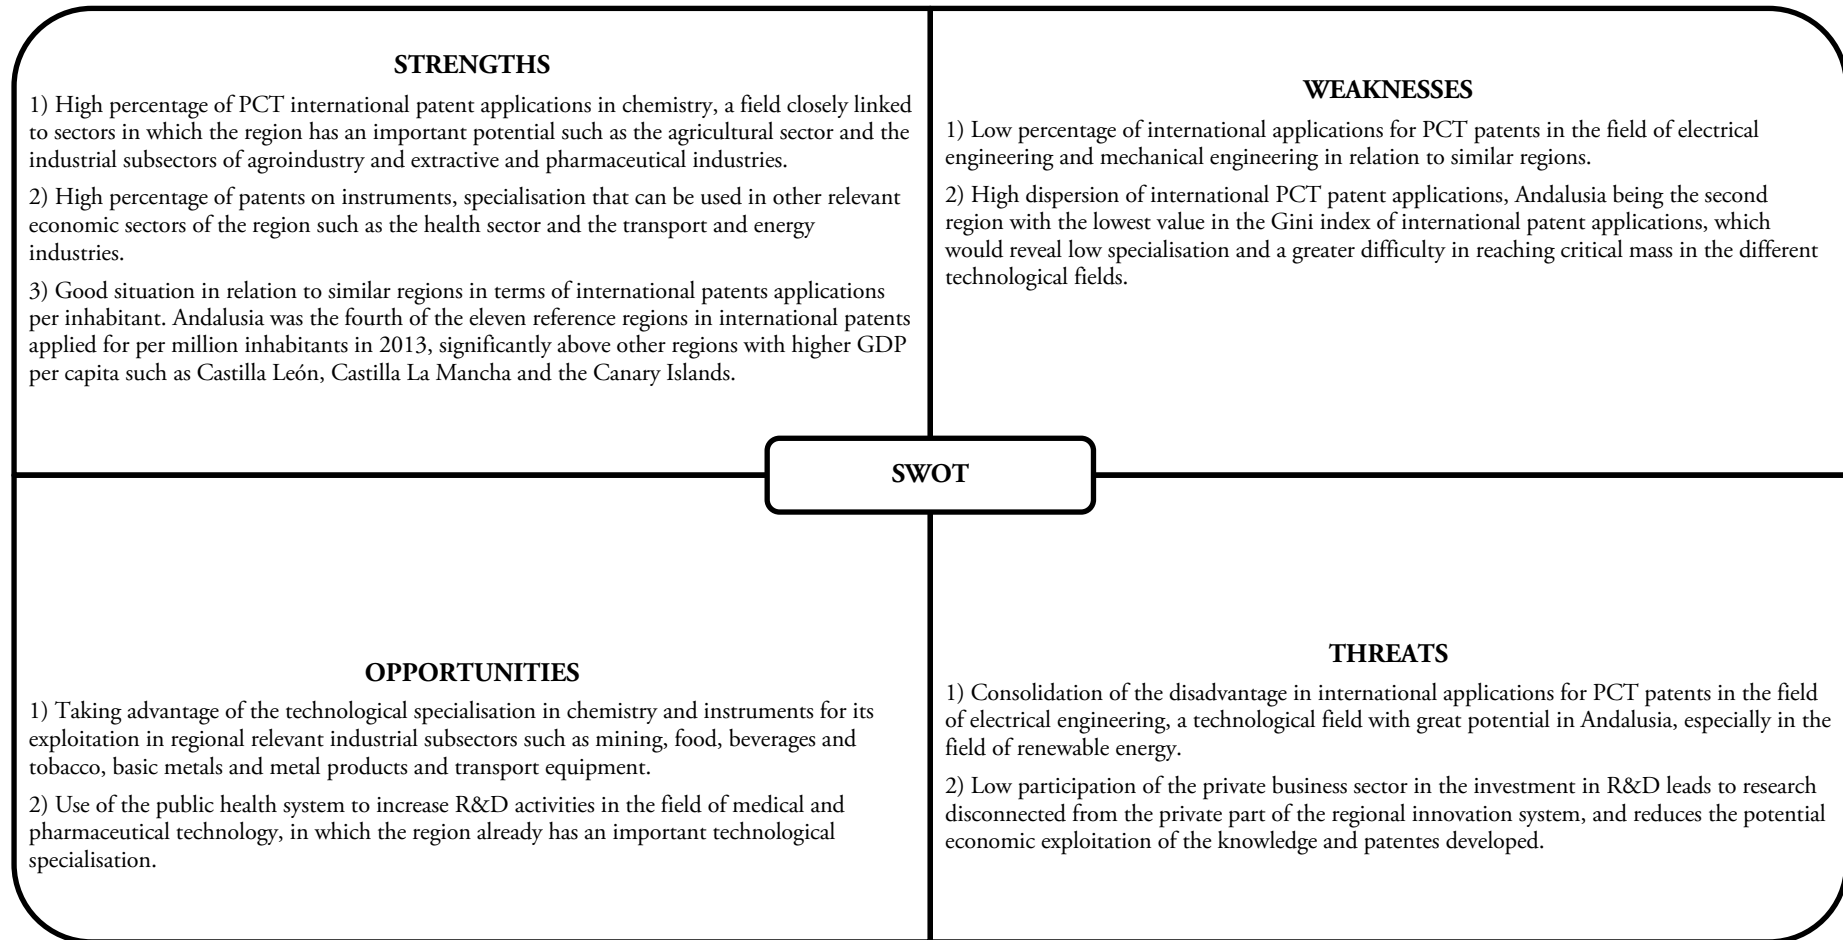 STRENGTHS
1) High percentage of PCT international patent applications in chemistry, a field closely linked
to sectors in which the region has an important potential such as the agricultural sector and the
industrial subsectors of agroindustry and extractive and pharmaceutical industries.
2) High percentage of patents on instruments, specialisation that can be used in other relevant
economic sectors of the region such as the health sector and the transport and energy
industries.
3) Good situation in relation to similar regions in terms of international patents applications
per inhabitant. Andalusia was the fourth of the eleven reference regions in international patents
applied for per million inhabitants in 2013, significantly above other regions with higher GDP
per capita such as Castilla León, Castilla La Mancha and the Canary Islands.
WEAKNESSES
1) Low percentage of international applications for PCT patents in the field of electrical
engineering and mechanical engineering in relation to similar regions.
2) High dispersion of international PCT patent applications, Andalusia being the second
region with the lowest value in the Gini index of international patent applications, which
would reveal low specialisation and a greater difficulty in reaching critical mass in the different
technological fields.
SWOT
OPPORTUNITIES
1) Taking advantage of the technological specialisation in chemistry and instruments for its
exploitation in regional relevant industrial subsectors such as mining, food, beverages and
tobacco, basic metals and metal products and transport equipment.
2) Use of the public health system to increase R&D activities in the field of medical and
pharmaceutical technology, in which the region already has an important technological
specialisation.
THREATS
1) Consolidation of the disadvantage in international applications for PCT patents in the field
of electrical engineering, a technological field with great potential in Andalusia, especially in the
field of renewable energy.
2) Low participation of the private business sector in the investment in R&D leads to research
disconnected from the private part of the regional innovation system, and reduces the potential
economic exploitation of the knowledge and patentes developed.